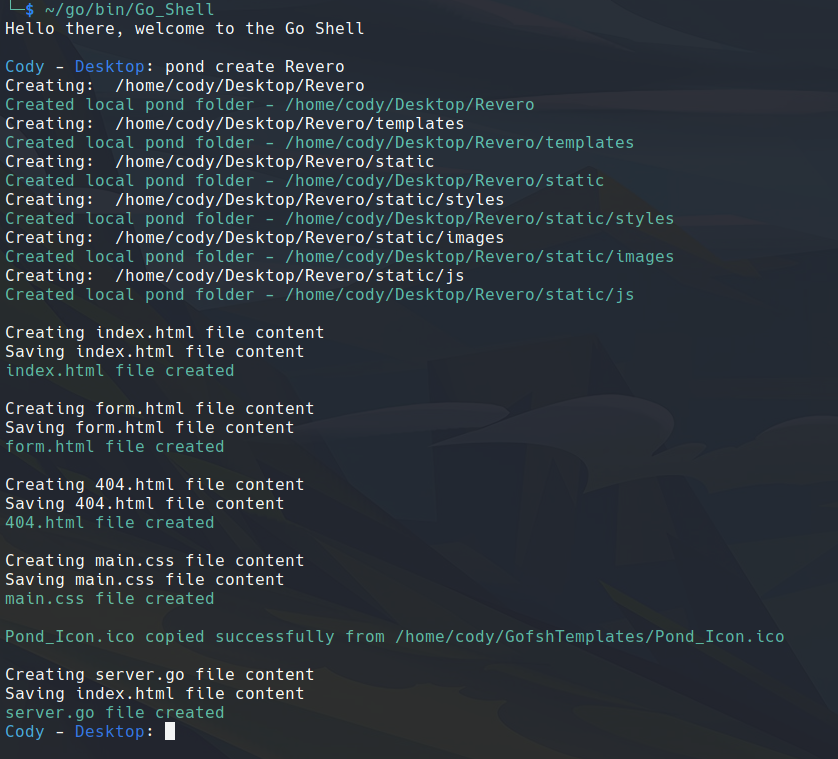 └─$ ~/go/bin/Go_Shell
Hello there, welcome to the Go Shell
Cody - Desktop: pond create Revero
Creating:  /home/cody/Desktop/Revero
Created local pond folder - /home/cody/Desktop/Revero
Creating:  /home/cody/Desktop/Revero/templates
Created local pond folder - /home/cody/Desktop/Revero/templates
Creating:  /home/cody/Desktop/Revero/static
Created local pond folder - /home/cody/Desktop/Revero/static
Creating:  /home/cody/Desktop/Revero/static/styles
Created local pond folder - /home/cody/Desktop/Revero/static/styles
Creating:  /home/cody/Desktop/Revero/static/images
Created local pond folder - /home/cody/Desktop/Revero/static/images
Creating:  /home/cody/Desktop/Revero/static/js
Created local pond folder - /home/cody/Desktop/Revero/static/js
Creating index.html file content
Saving index.html file content
index.html file created
Creating form.html file content
Saving form.html file content
form.html file created
Creating 404.html file content
Saving 404.html file content
404.html file created
Creating main.css file content
Saving main.css file content
main.css file created
Pond_Icon.ico copied successfully from /home/cody/GofshTemplates/Pond_Icon.ico
Creating server.go file content
Saving index.html file content
server.go file created
Cody - Desktop: